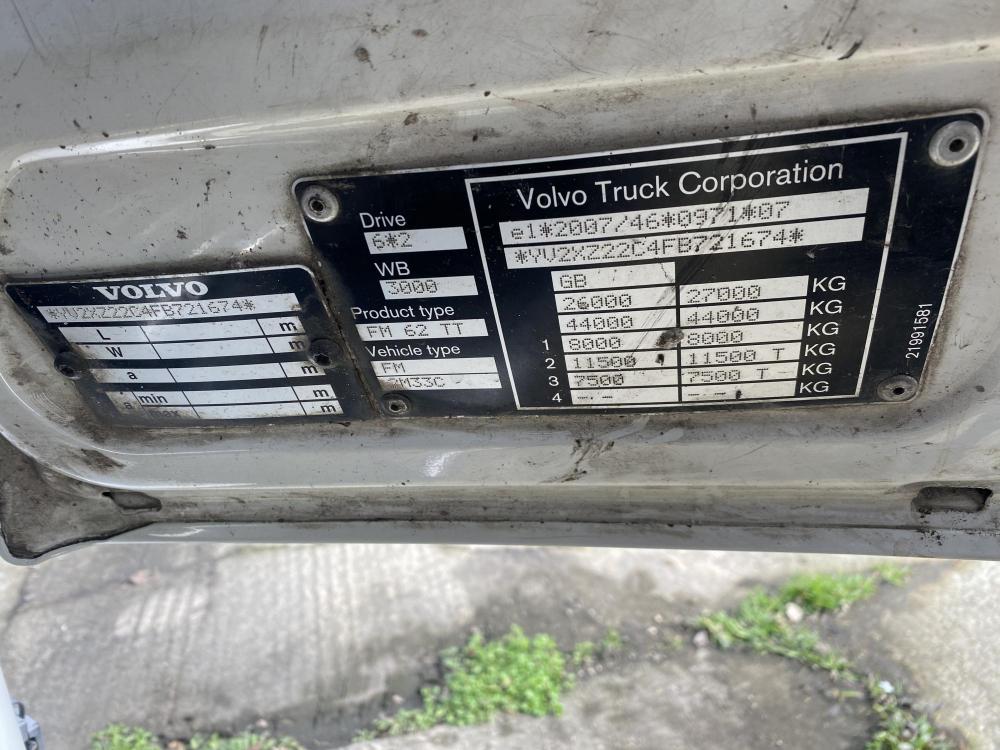 VOLVO
*YV2XZ22C4FB721674*
L m
W m
a m
a min m
max m
Drive
6*2
WB
3000
Product type
FM 62 TT
Vehicle type
FM
2M33C
Volvo Truck Corporation
e1*2007/46*0971*07
*YV2XZ22C4FB721674*
GB
26000 27000 KG
44000 44000 KG
1 8000 8000 KG
2 11500 11500 T KG
3 7500 7500 T KG
4 -.- -.- KG
21991581